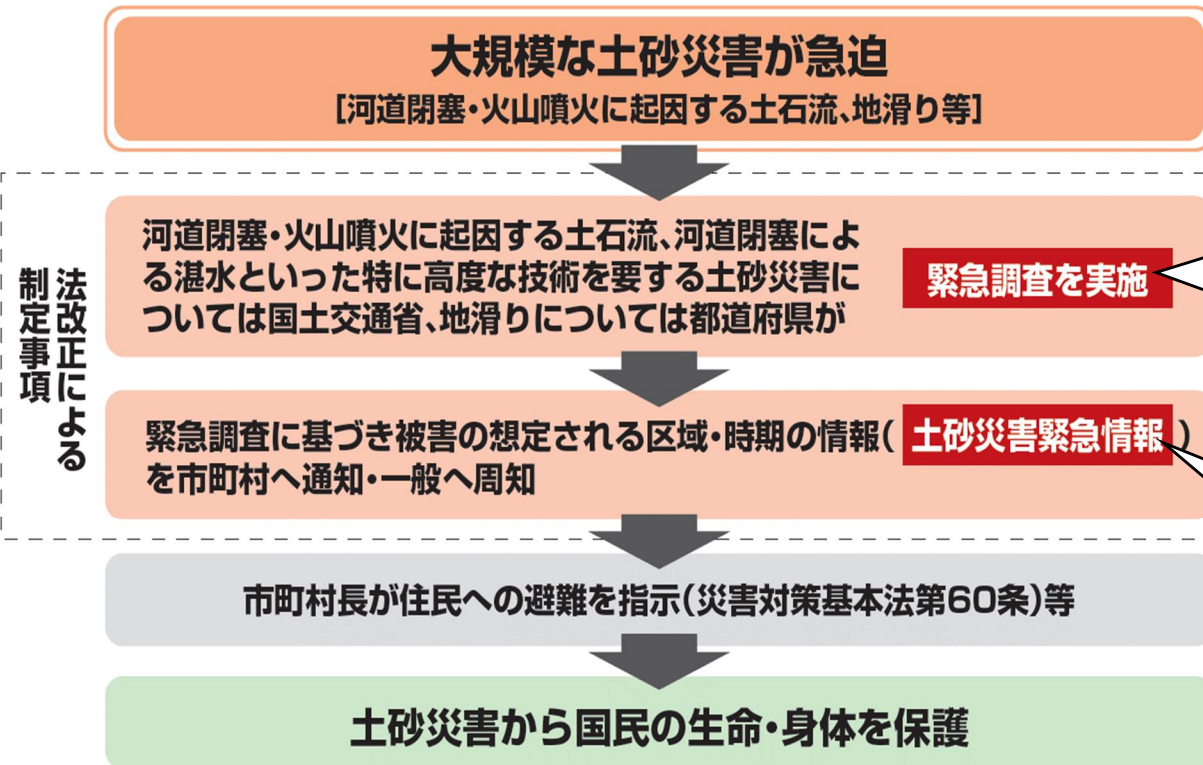 大規模な土砂災害が急迫
[河道閉塞・火山噴火に起因する土石流、地滑り等]
法改正による
制定事項
河道閉塞・火山噴火に起因する土石流、河道閉塞によ
る湛水といった特に高度な技術を要する土砂災害に
ついては国土交通省、地滑りについては都道府県が
緊急調査を実施
緊急調査に基づき被害の想定される区域・時期の情報( 土砂災害緊急情報 )
を市町村へ通知・一般へ周知
市町村長が住民への避難を指示(災害対策基本法第60条)等
土砂災害から国民の生命・身体を保護